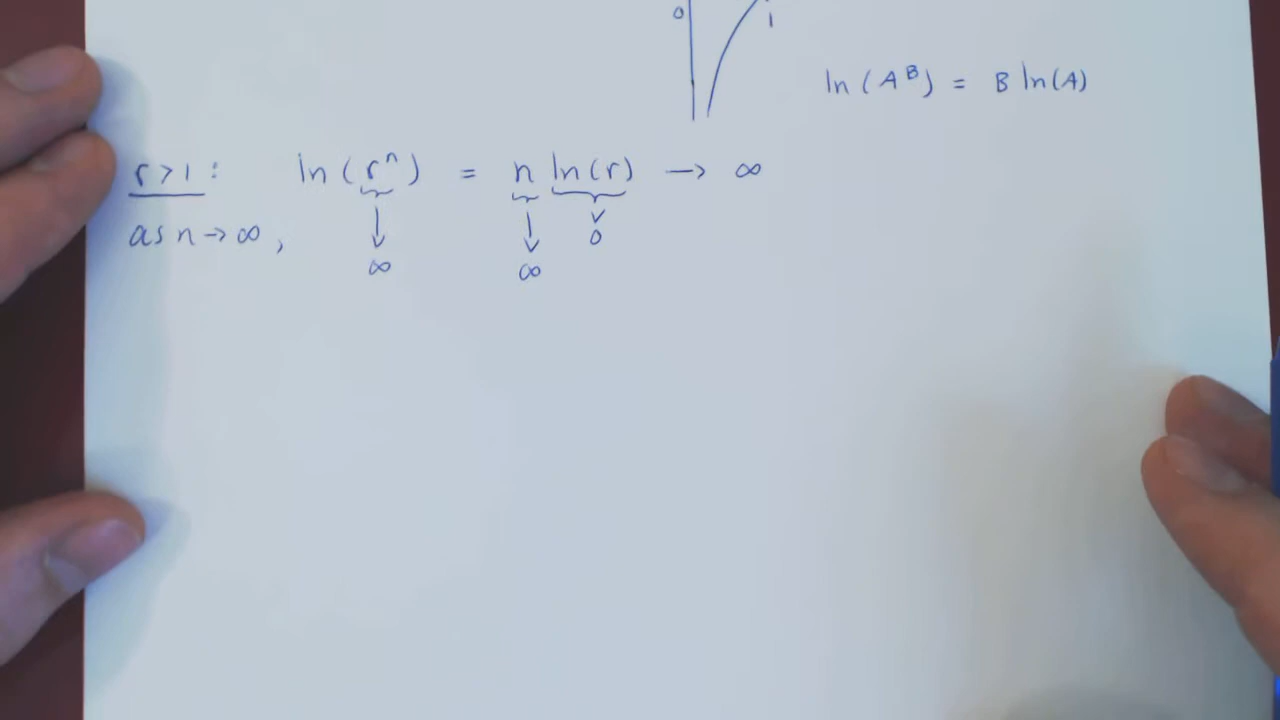 0
1
ln(A^B) = B ln(A)
r>1: ln(r^n) = n ln(r) → ∞
as n→∞, ↓ ↓ ∨
∞ ∞ 0